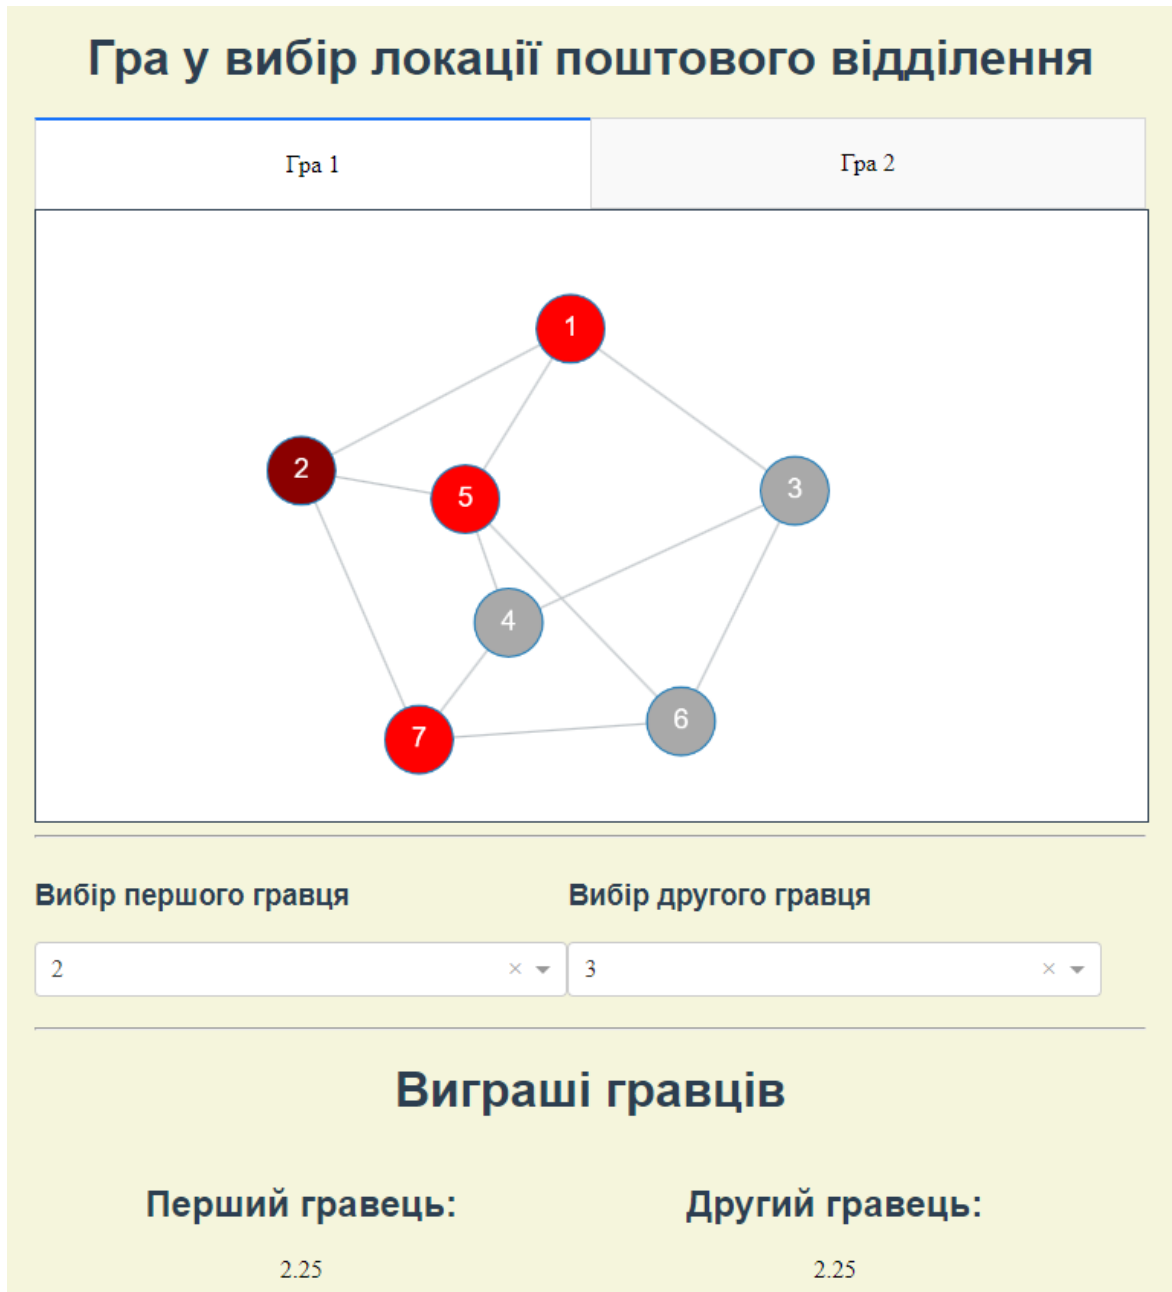 Гра у вибір локації поштового відділення
Гра 1
Гра 2
1
2
5
3
4
6
7
Вибір першого гравця
Вибір другого гравця
2 ×
3 ×
Виграші гравців
Перший гравець:
Другий гравець:
2.25
2.25